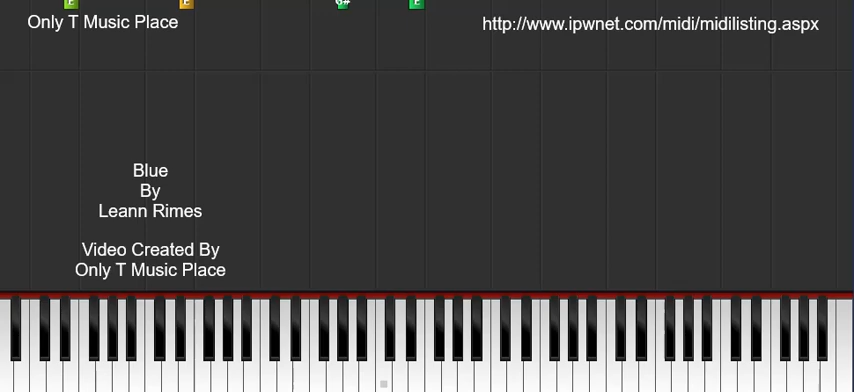 E E G# E
Only T Music Place
http://www.ipwnet.com/midi/midilisting.aspx
Blue
By
Leann Rimes
Video Created By
Only T Music Place